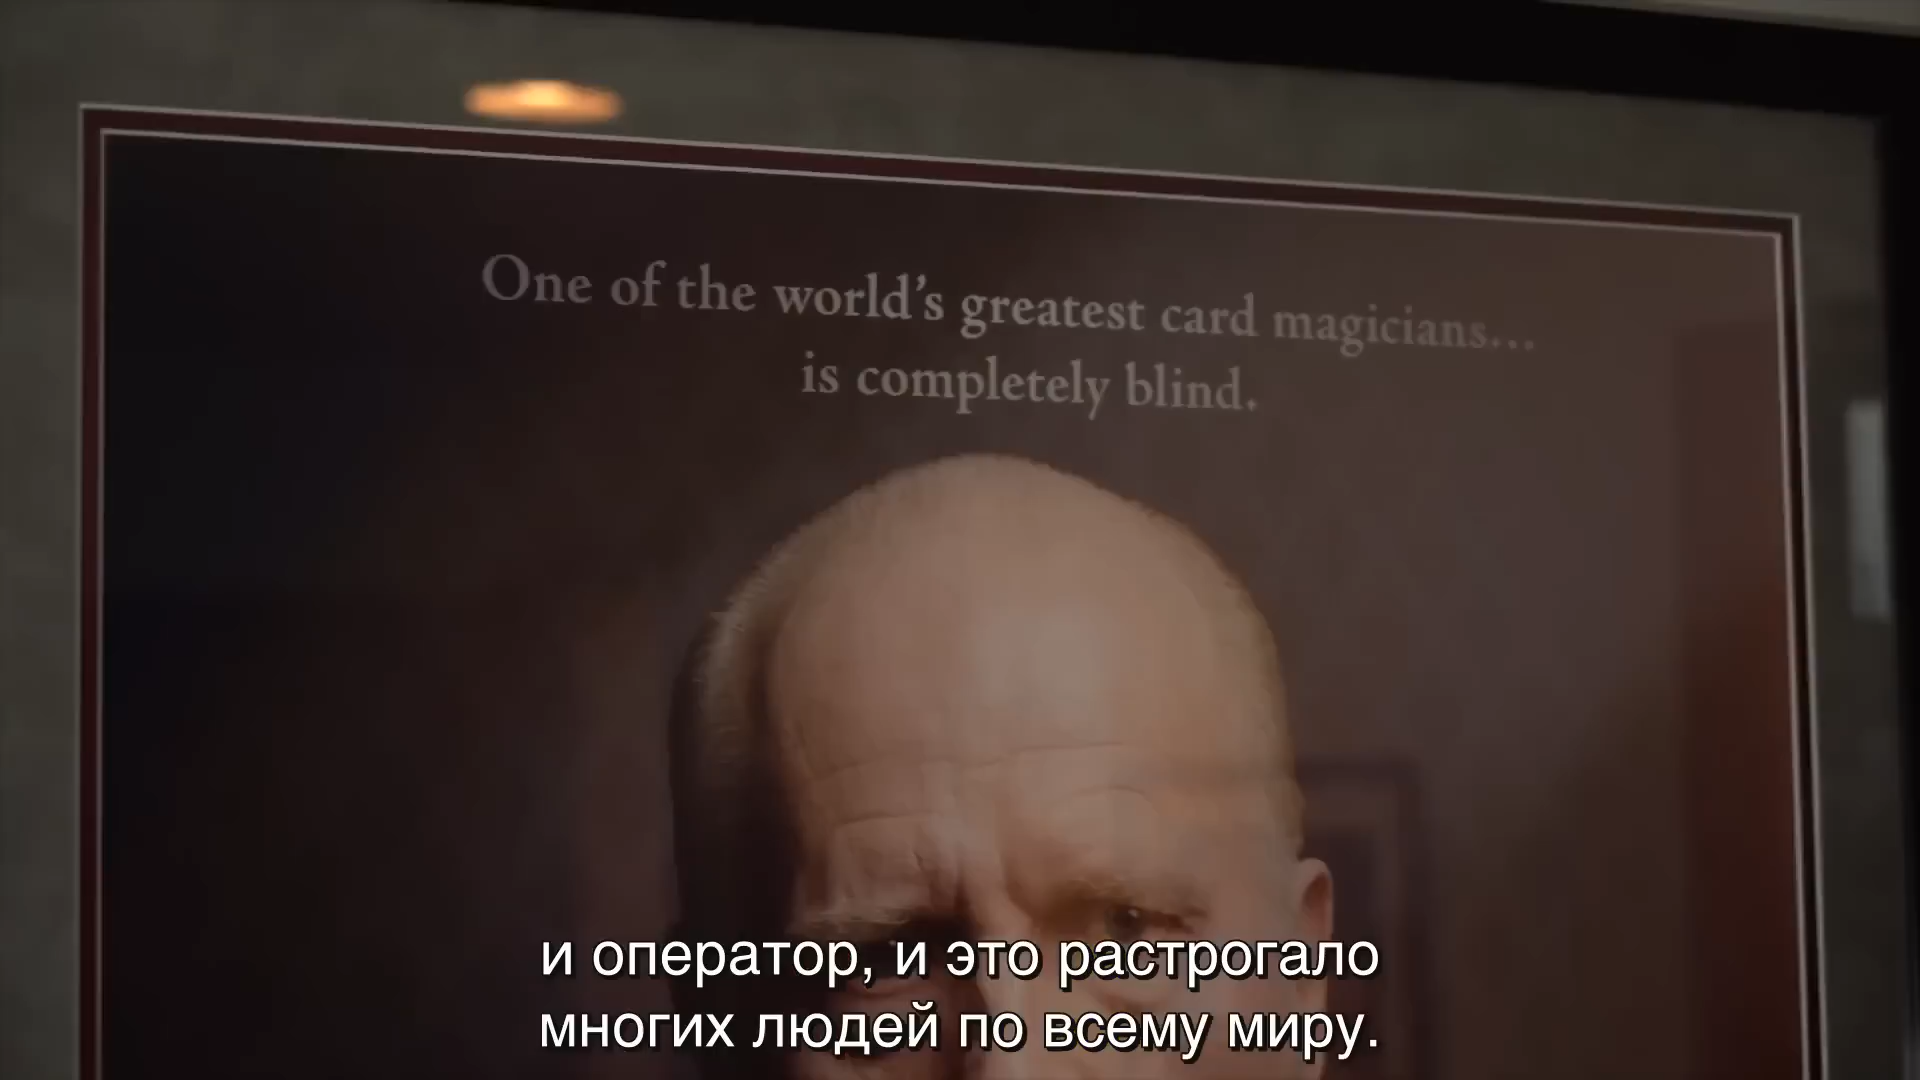 One of the world’s greatest card magicians...
is completely blind.
и оператор, и это растрогало
многих людей по всему миру.